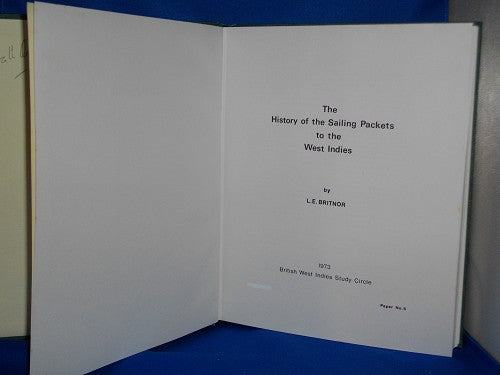 The
History of the Sailing Packets
to the
West Indies
by
L.E. BRITNOR
1973
British West Indies Study Circle
Paper No.5